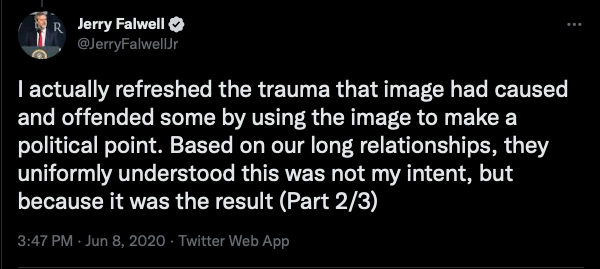 Jerry Falwell
@JerryFalwellJr
I actually refreshed the trauma that image had caused
and offended some by using the image to make a
political point. Based on our long relationships, they
uniformly understood this was not my intent, but
because it was the result (Part 2/3)
3:47 PM · Jun 8, 2020 · Twitter Web App